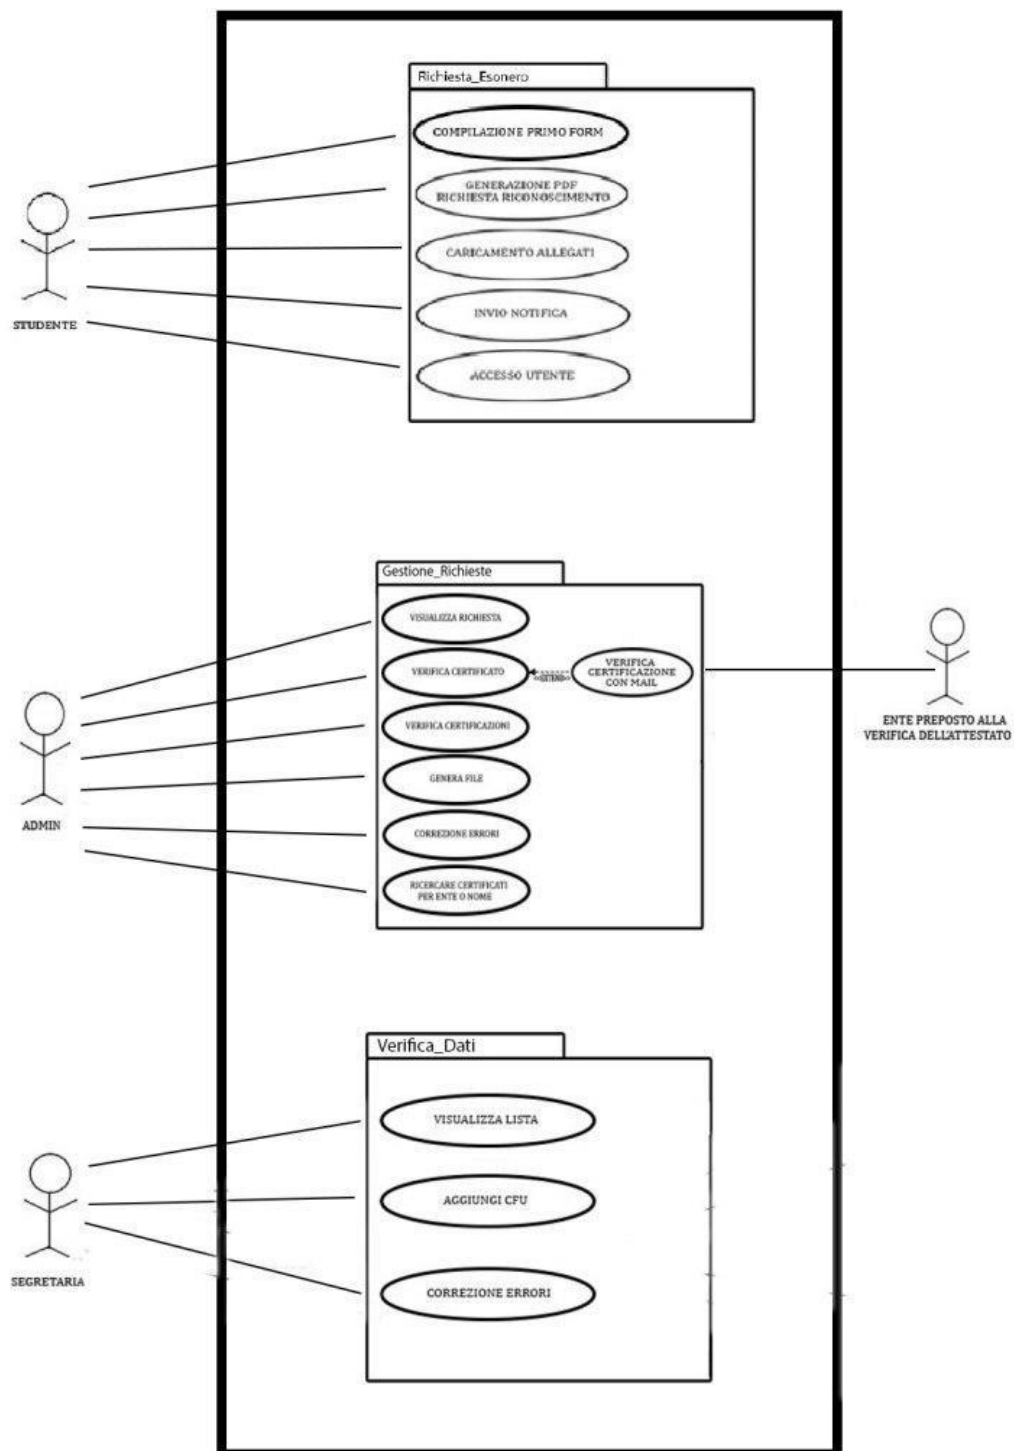 Richiesta_Esonero
COMPILAZIONE PRIMO FORM
GENERAZIONE PDF
RICHIESTA RICONOSCIMENTO
CARICAMENTO ALLEGATI
INVIO NOTIFICA
ACCESSO UTENTE
STUDENTE
Gestione_Richieste
VISUALIZZA RICHIESTA
VERIFICA CERTIFICATO
VERIFICA
CERTIFICAZIONE
CON MAIL
VERIFICA CERTIFICAZIONI
GENERA FILE
CORREZIONE ERRORI
RICERCARE CERTIFICATI
PER ENTE O NOME
ADMIN
ENTE PREPOSTO ALLA
VERIFICA DELL'ATTESTATO
Verifica_Dati
VISUALIZZA LISTA
AGGIUNGI CFU
CORREZIONE ERRORI
SEGRETARIA